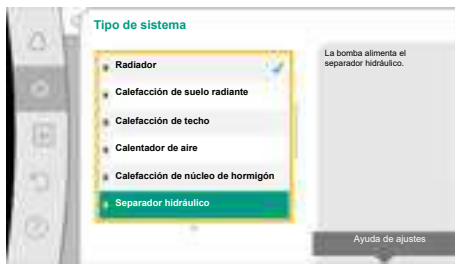 Tipo de sistema
Radiador
Calefacción de suelo radiante
Calefacción de techo
Calentador de aire
Calefacción de núcleo de hormigón
Separador hidráulico
La bomba alimenta el
separador hidráulico.
Ayuda de ajustes